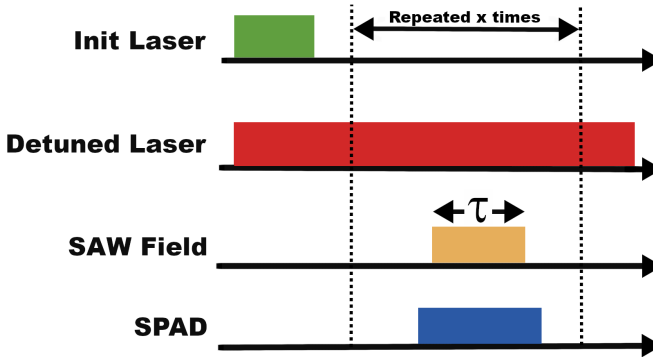 Init Laser
Repeated x times
Detuned Laser
τ
SAW Field
SPAD